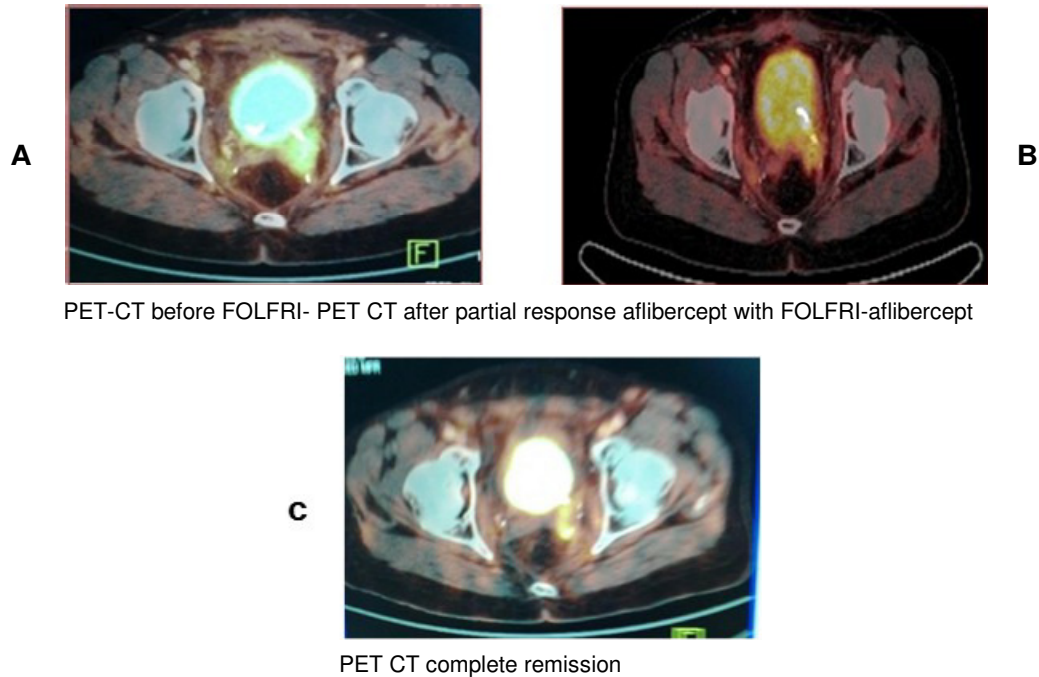 A
B
F
PET-CT before FOLFRI- PET CT after partial response aflibercept with FOLFRI-aflibercept
C
PET CT complete remission